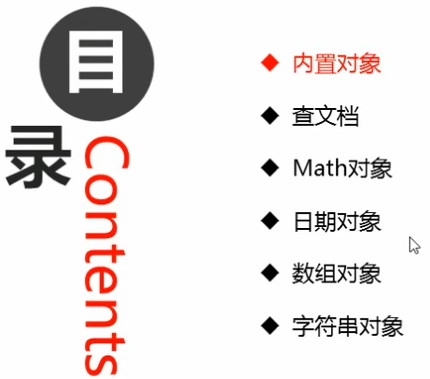 目录
Contents
内置对象
查文档
Math对象
日期对象
数组对象
字符串对象